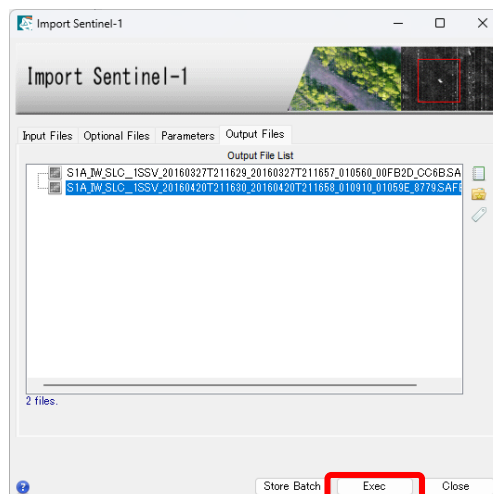 Import Sentinel-1
Import Sentinel-1
Input Files Optional Files Parameters Output Files
Output File List
S1A_IW_SLC__1SSV_20160327T211629_20160327T211657_010560_00FB2D_CC6B.SA
S1A_IW_SLC__1SSV_20160420T211630_20160420T211658_010910_01059E_8779.SAFE
2 files.
Store Batch Exec Close